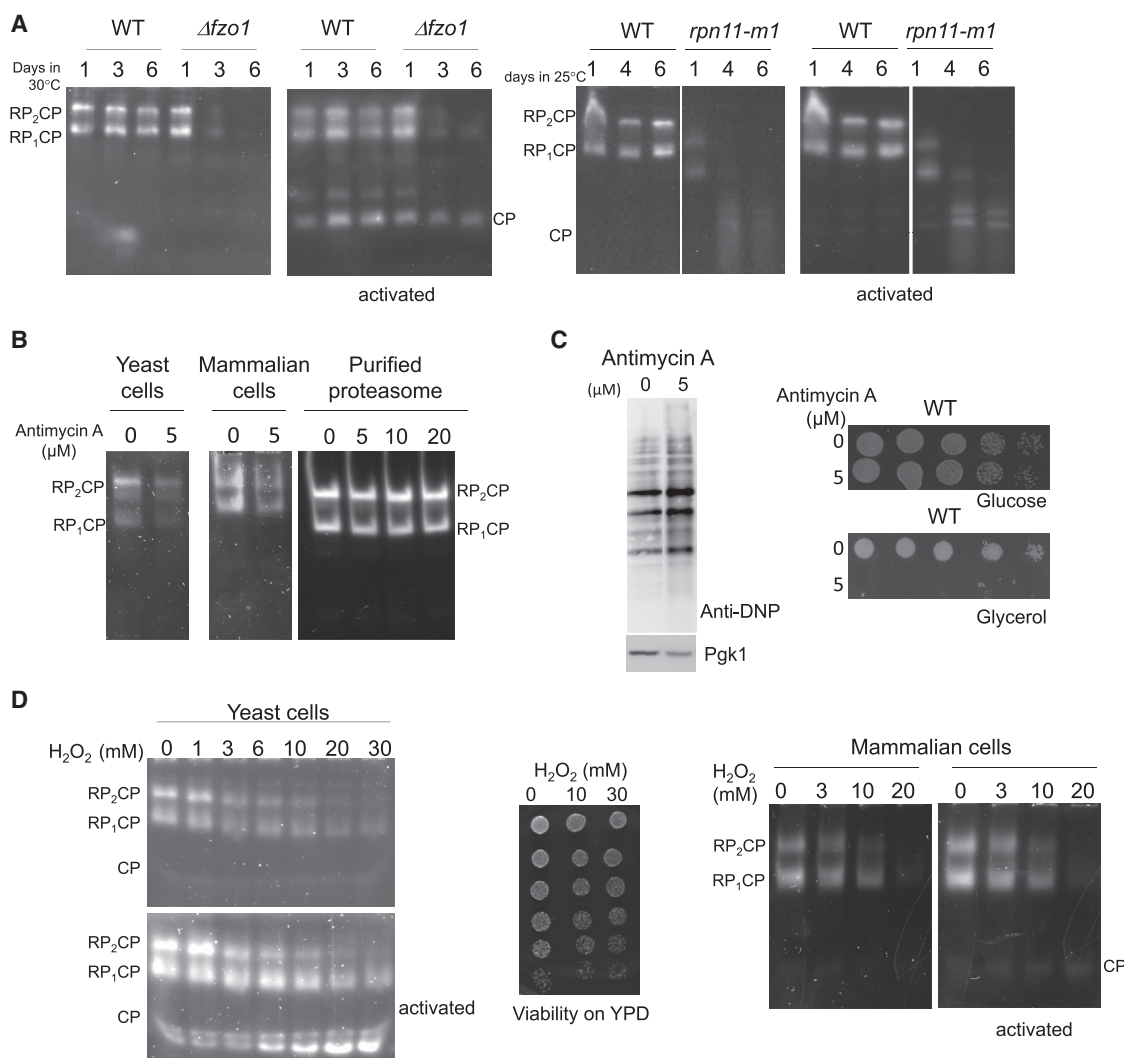 A
WT Δfzo1 WT Δfzo1 WT rpn11-m1 WT rpn11-m1
Days in 30°C 1 3 6 1 3 6 1 3 6 1 3 6
days in 25°C 1 4 6 1 4 6 1 4 6 1 4 6
RP₂CP
RP₁CP
CP
activated
RP₂CP
RP₁CP
CP
activated
B
Yeast cells
Mammalian cells
Purified proteasome
Antimycin A (μM) 0 5 0 5 0 5 10 20
RP₂CP RP₂CP
RP₁CP RP₁CP
C
Antimycin A
(μM) 0 5
Anti-DNP
Pgk1
Antimycin A (μM)
WT
0
5
Glucose
WT
0
5
Glycerol
D
Yeast cells
H₂O₂ (mM) 0 1 3 6 10 20 30
RP₂CP
RP₁CP
CP
RP₂CP
RP₁CP
CP
activated
H₂O₂ (mM)
0 10 30
Viability on YPD
Mammalian cells
H₂O₂ (mM) 0 3 10 20 0 3 10 20
RP₂CP
RP₁CP
CP
activated